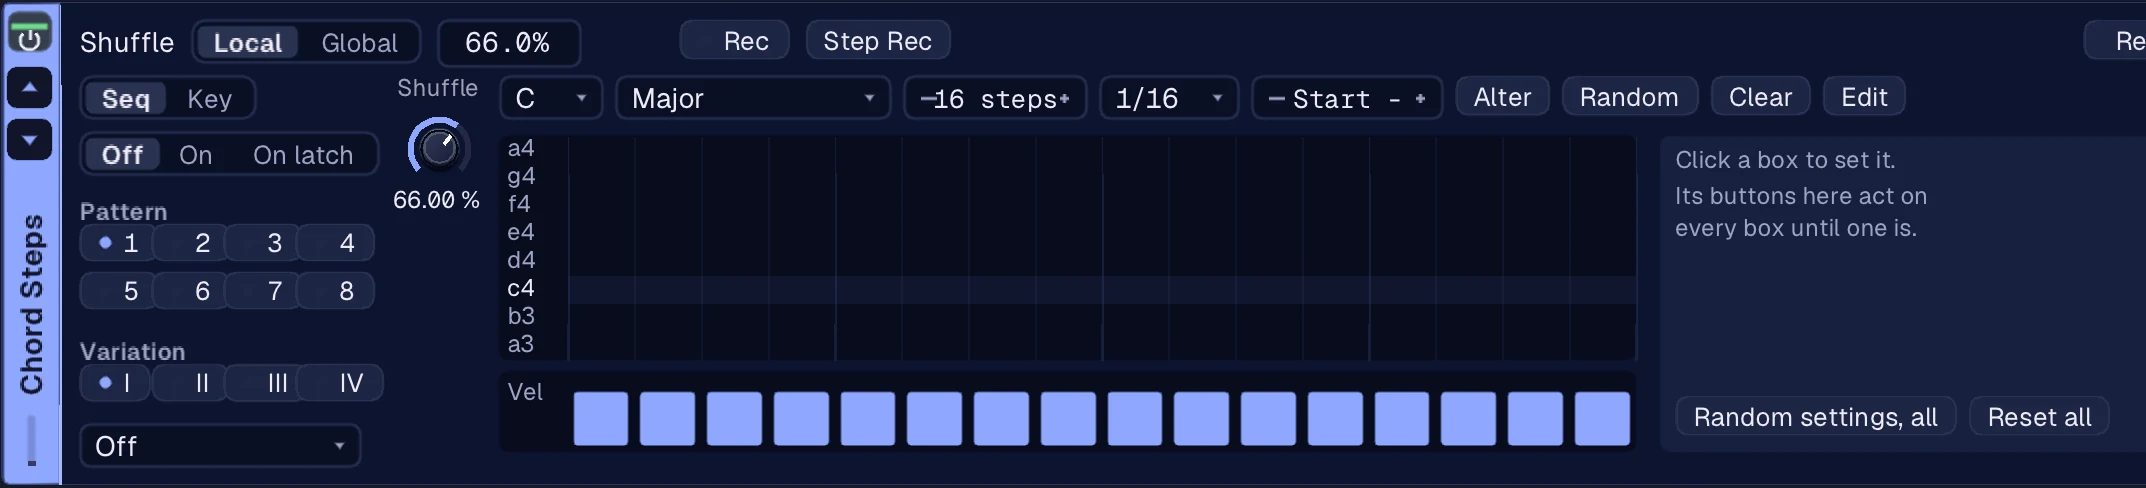 Shuffle Local Global 66.0% Rec Step Rec Re
Seq Key Shuffle C Major −16 steps+ 1/16 − Start - + Alter Random Clear Edit
Off On On latch
66.00 %
Pattern
1 2 3 4
5 6 7 8
Variation
I II III IV
Off
Chord Steps
a4
g4
f4
e4
d4
c4
b3
a3
Vel
Click a box to set it.
Its buttons here act on
every box until one is.
Random settings, all Reset all